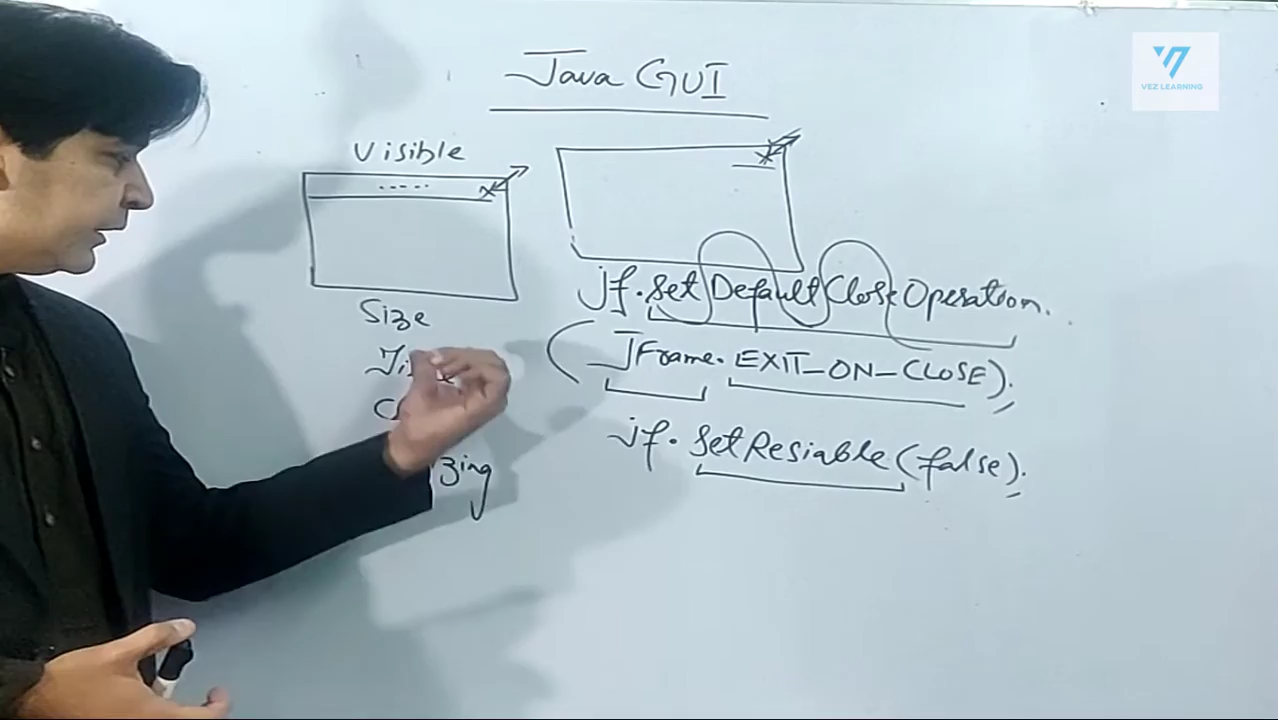 Java GUI
VEZ LEARNING
Visible
Size
jf.setDefaultCloseOperation.
(JFrame.EXIT_ON_CLOSE).
jf.setResiable(false).